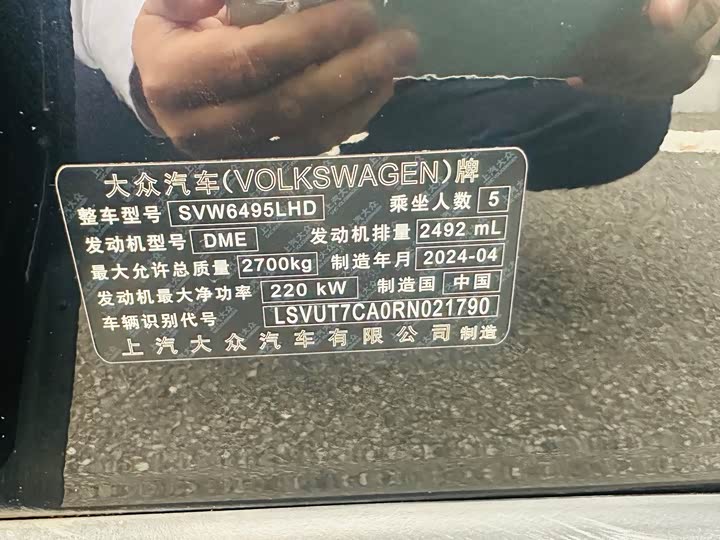 大众汽车(VOLKSWAGEN)牌
整车型号 SVW6495LHD 乘坐人数 5
发动机型号 DME 发动机排量 2492 mL
最大允许总质量 2700kg 制造年月 2024-04
发动机最大净功率 220 kW 制造国 中国
车辆识别代号 LSVUT7CA0RN021790
上汽大众汽车有限公司 制造